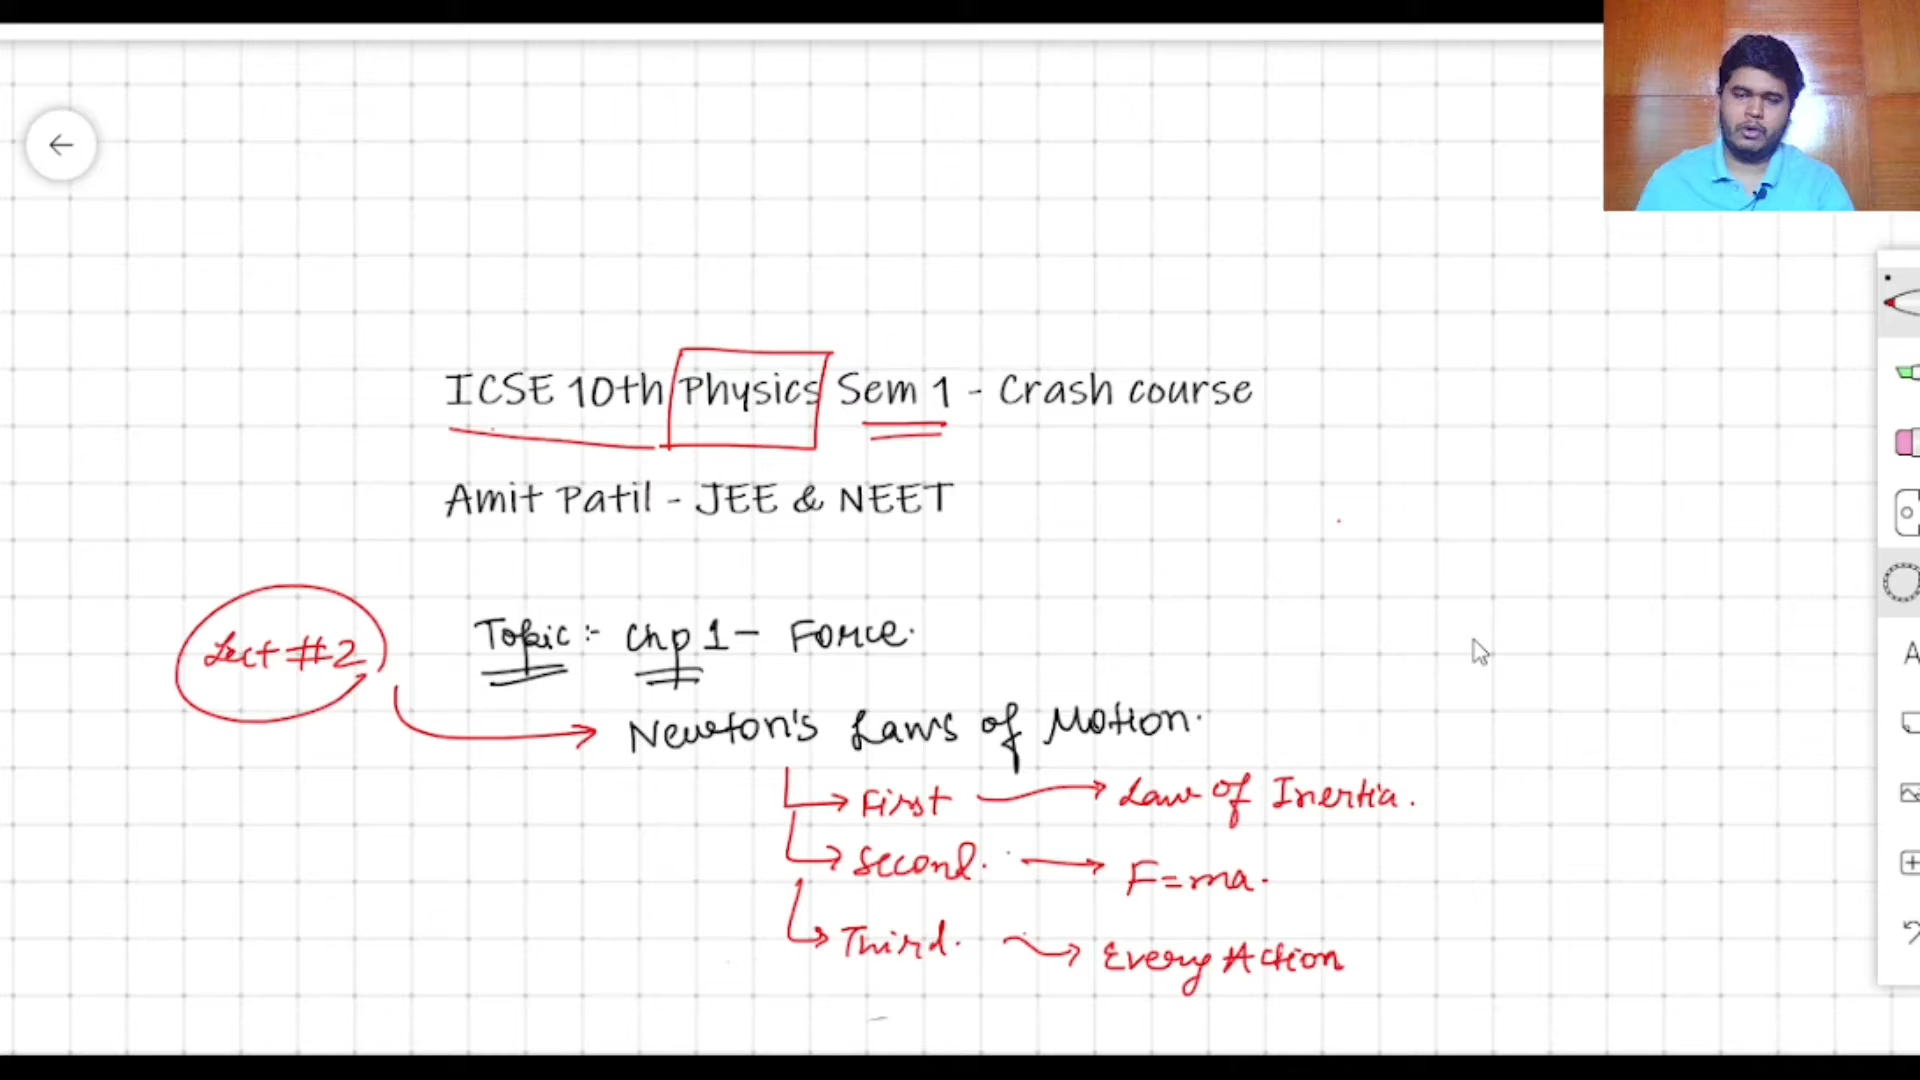 ICSE 10th Physics Sem 1 - Crash course
Amit Patil - JEE & NEET
Lect #2
Topic :- Chp 1 - Force.
Newton's Laws of Motion.
First → Law of Inertia.
Second. → F=ma.
Third. → Every Action
A